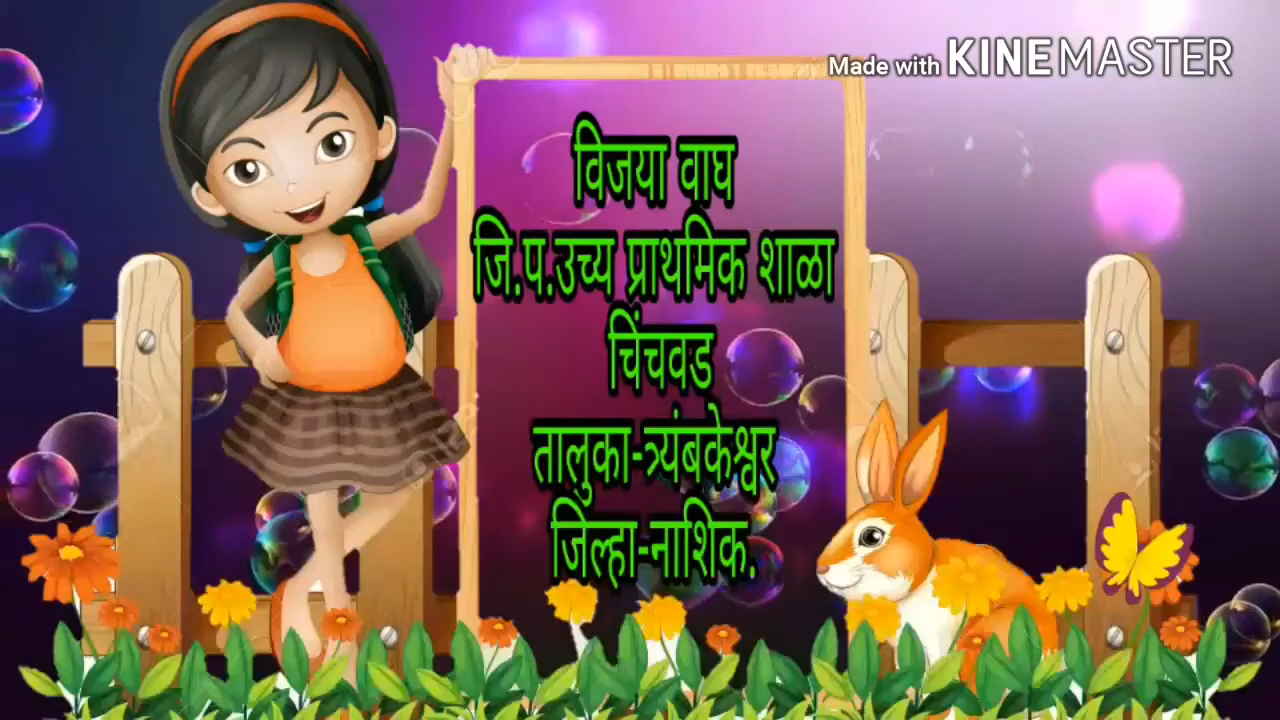 Made with KINEMASTER
विजया वाघ
जि.प.उच्य प्राथमिक शाळा
चिंचवड
तालुका-त्र्यंबकेश्वर
जिल्हा-नाशिक.